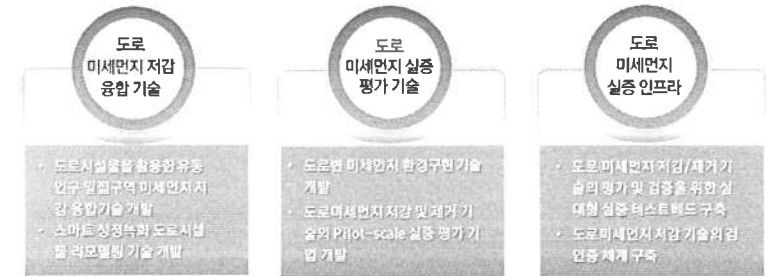 도로
미세먼지 저감
융합 기술
• 도로시설물을 활용한 유동
인구 밀집구역 미세먼지 저
감 융합기술 개발
• 스마트 청정녹화 도로시설
물 리모델링 기술 개발
도로
미세먼지 실증
평가 기술
• 도로변 미세먼지 환경구현 기술
개발
• 도로미세먼지 저감 및 제거 기
술의 Pilot-scale 실증 평가 기
법 개발
도로
미세먼지
실증 인프라
• 도로 미세먼지 저감/제거 기
술의 평가 및 검증을 위한 실
대형 실증 테스트베드 구축
• 도로미세먼지 저감 기술의 검
인증 체계 구축